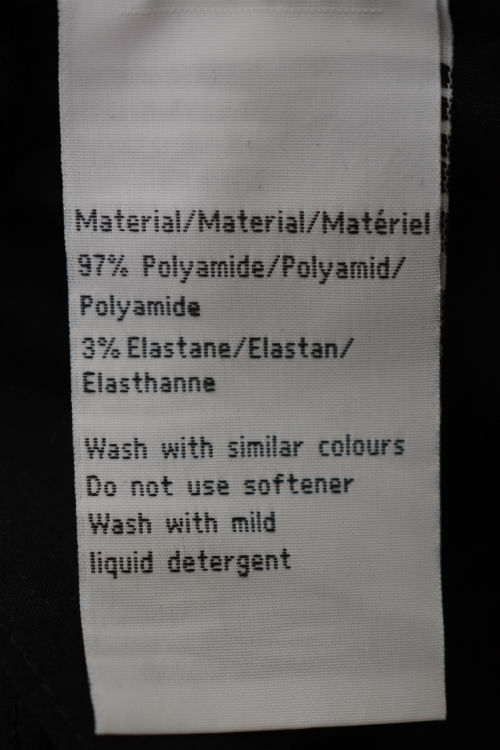 Material/Material/Matériel
97% Polyamide/Polyamid/
Polyamide
3% Elastane/Elastan/
Elasthanne
Wash with similar colours
Do not use softener
Wash with mild
liquid detergent